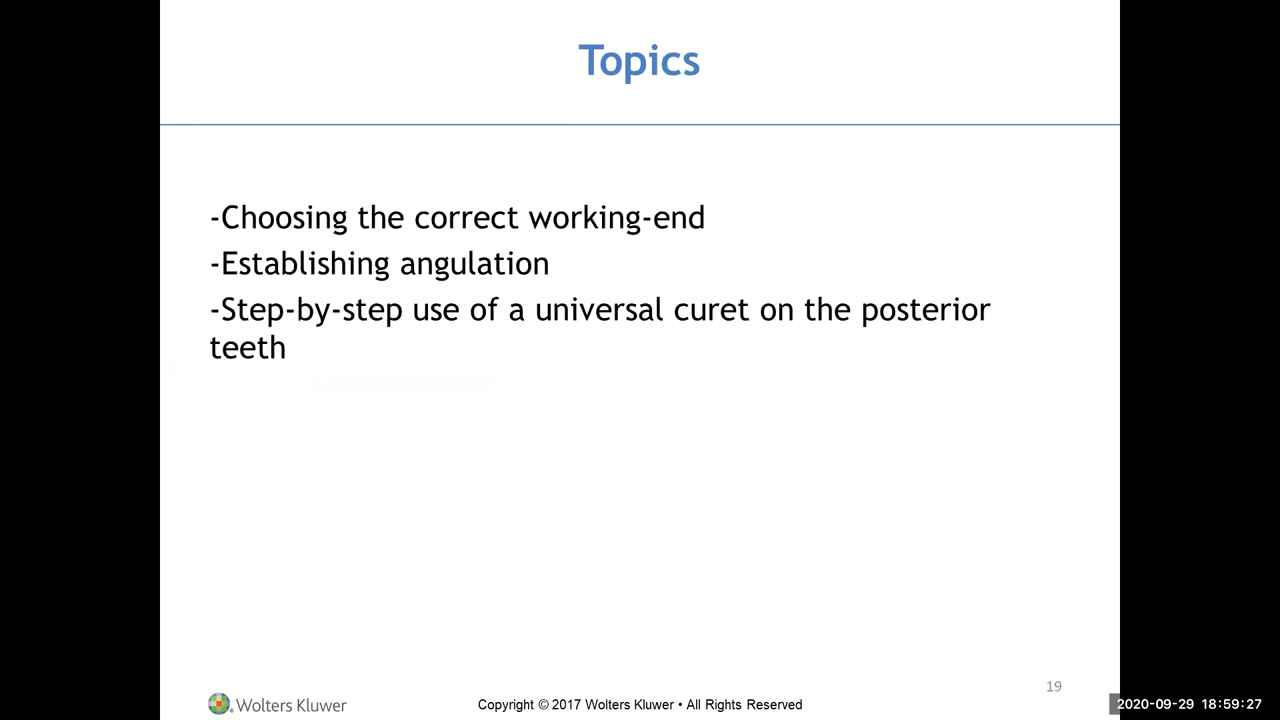 Topics
-Choosing the correct working-end
-Establishing angulation
-Step-by-step use of a universal curet on the posterior
teeth
19
Wolters Kluwer
Copyright © 2017 Wolters Kluwer • All Rights Reserved
2020-09-29 18:59:27